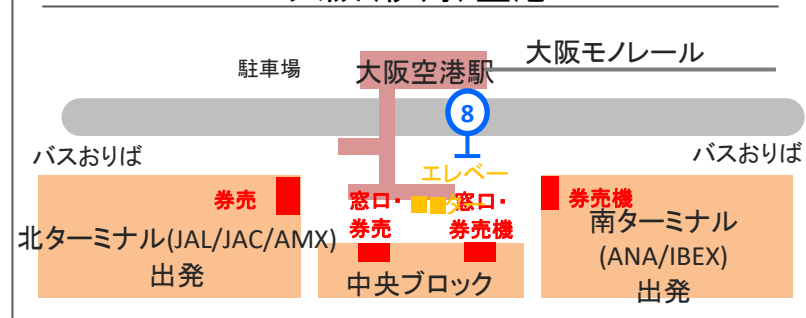 大阪モノレール
駐車場
大阪空港駅
8
バスおりば
バスおりば
エレベー
ター
券売
窓口・
券売
窓口・
券売機
券売機
北ターミナル(JAL/JAC/AMX)
出発
中央ブロック
南ターミナル
(ANA/IBEX)
出発